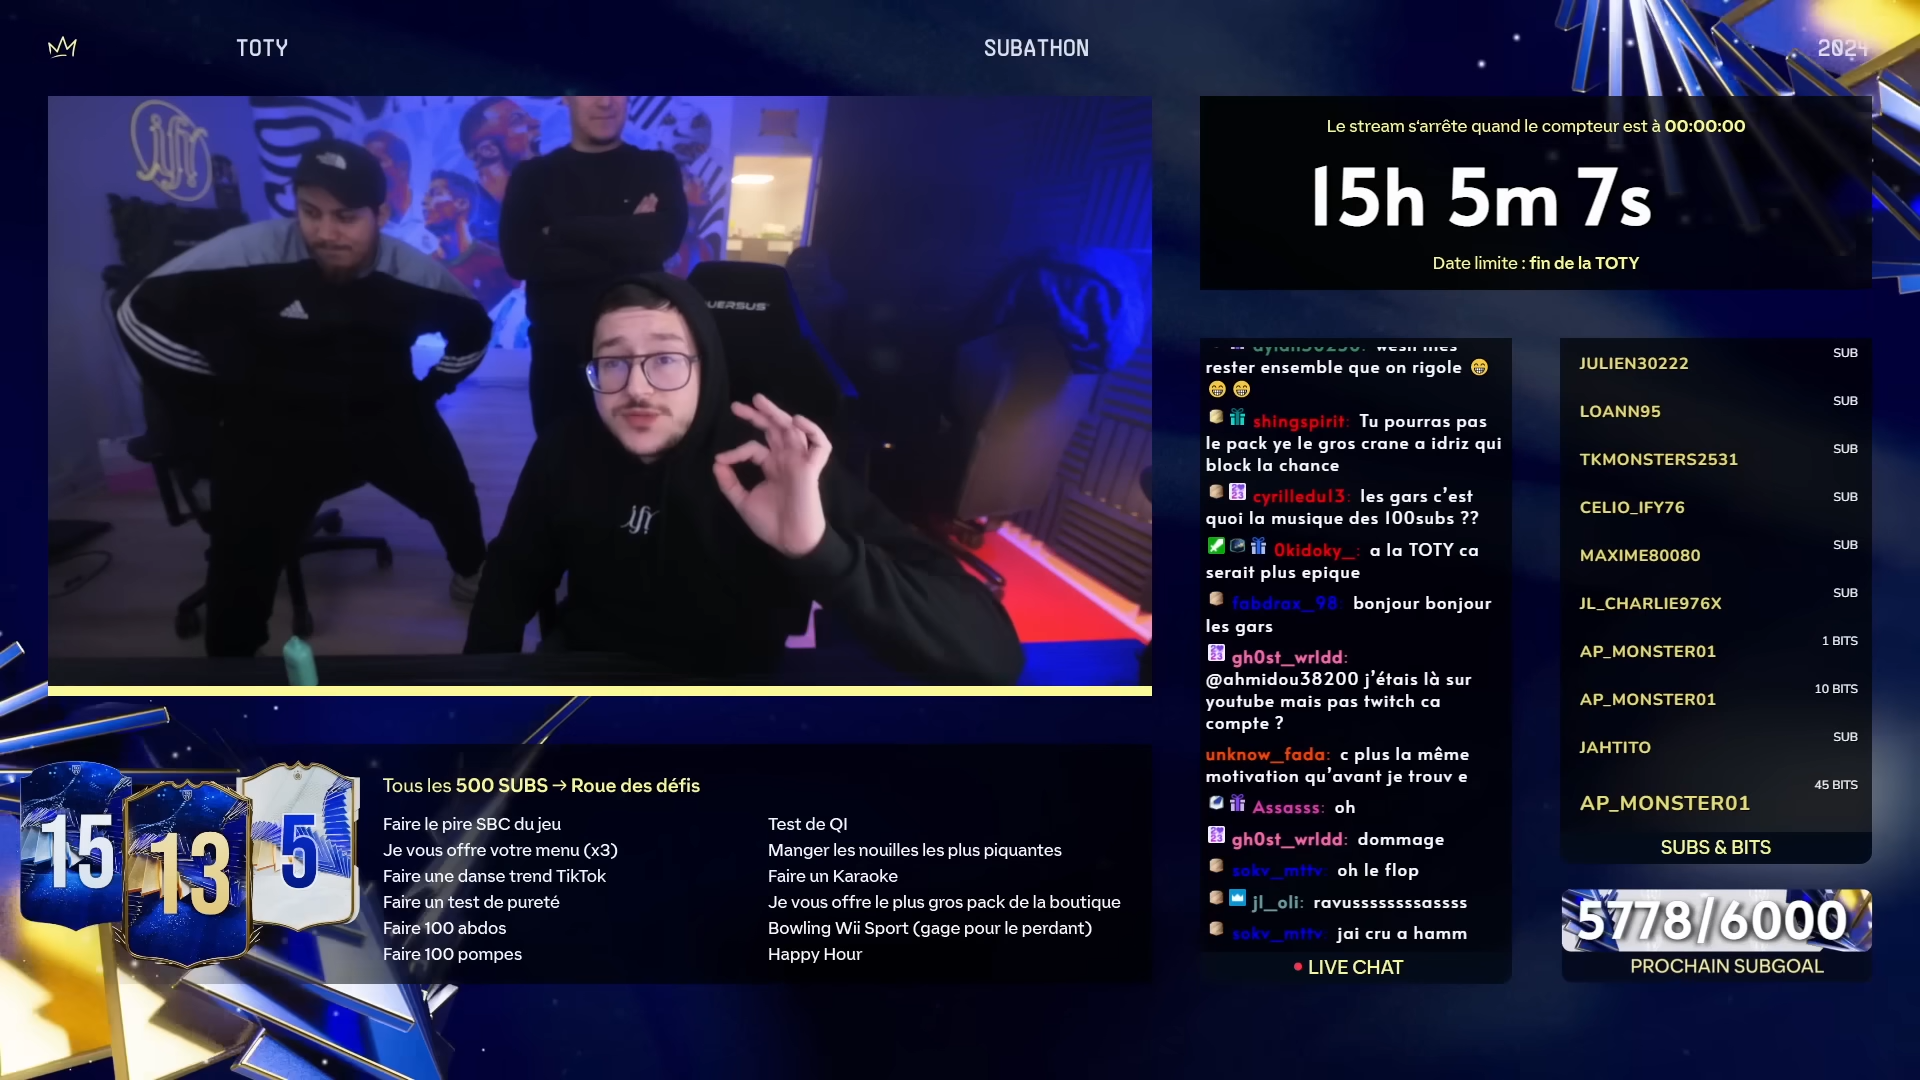 TOTY
SUBATHON
2024
VERSUS
ify
ify
Le stream s'arrête quand le compteur est à 00:00:00
15h 5m 7s
Date limite : fin de la TOTY
rester ensemble que on rigole 😁
😁 😁
shingspirit: Tu pourras pas
le pack ye le gros crane a idriz qui
block la chance
cyrilledu13: les gars c'est
quoi la musique des 100subs ??
0kidoky_: a la TOTY ca
serait plus epique
fabdrax_98: bonjour bonjour
les gars
gh0st_wrldd:
@ahmidou38200 j'étais là sur
youtube mais pas twitch ca
compte ?
unknow_fada: c plus la même
motivation qu'avant je trouv e
Assasss: oh
gh0st_wrldd: dommage
sokv_mttv: oh le flop
jl_oli: ravusssssssassss
sokv_mttv: jai cru a hamm
LIVE CHAT
JULIEN30222 SUB
LOANN95 SUB
TKMONSTERS2531 SUB
CELIO_IFY76 SUB
MAXIME80080 SUB
JL_CHARLIE976X SUB
AP_MONSTER01 1 BITS
AP_MONSTER01 10 BITS
JAHTITO SUB
AP_MONSTER01 45 BITS
SUBS & BITS
5778/6000
PROCHAIN SUBGOAL
15
13
5
Tous les 500 SUBS → Roue des défis
Faire le pire SBC du jeu
Je vous offre votre menu (x3)
Faire une danse trend TikTok
Faire un test de pureté
Faire 100 abdos
Faire 100 pompes
Test de QI
Manger les nouilles les plus piquantes
Faire un Karaoke
Je vous offre le plus gros pack de la boutique
Bowling Wii Sport (gage pour le perdant)
Happy Hour